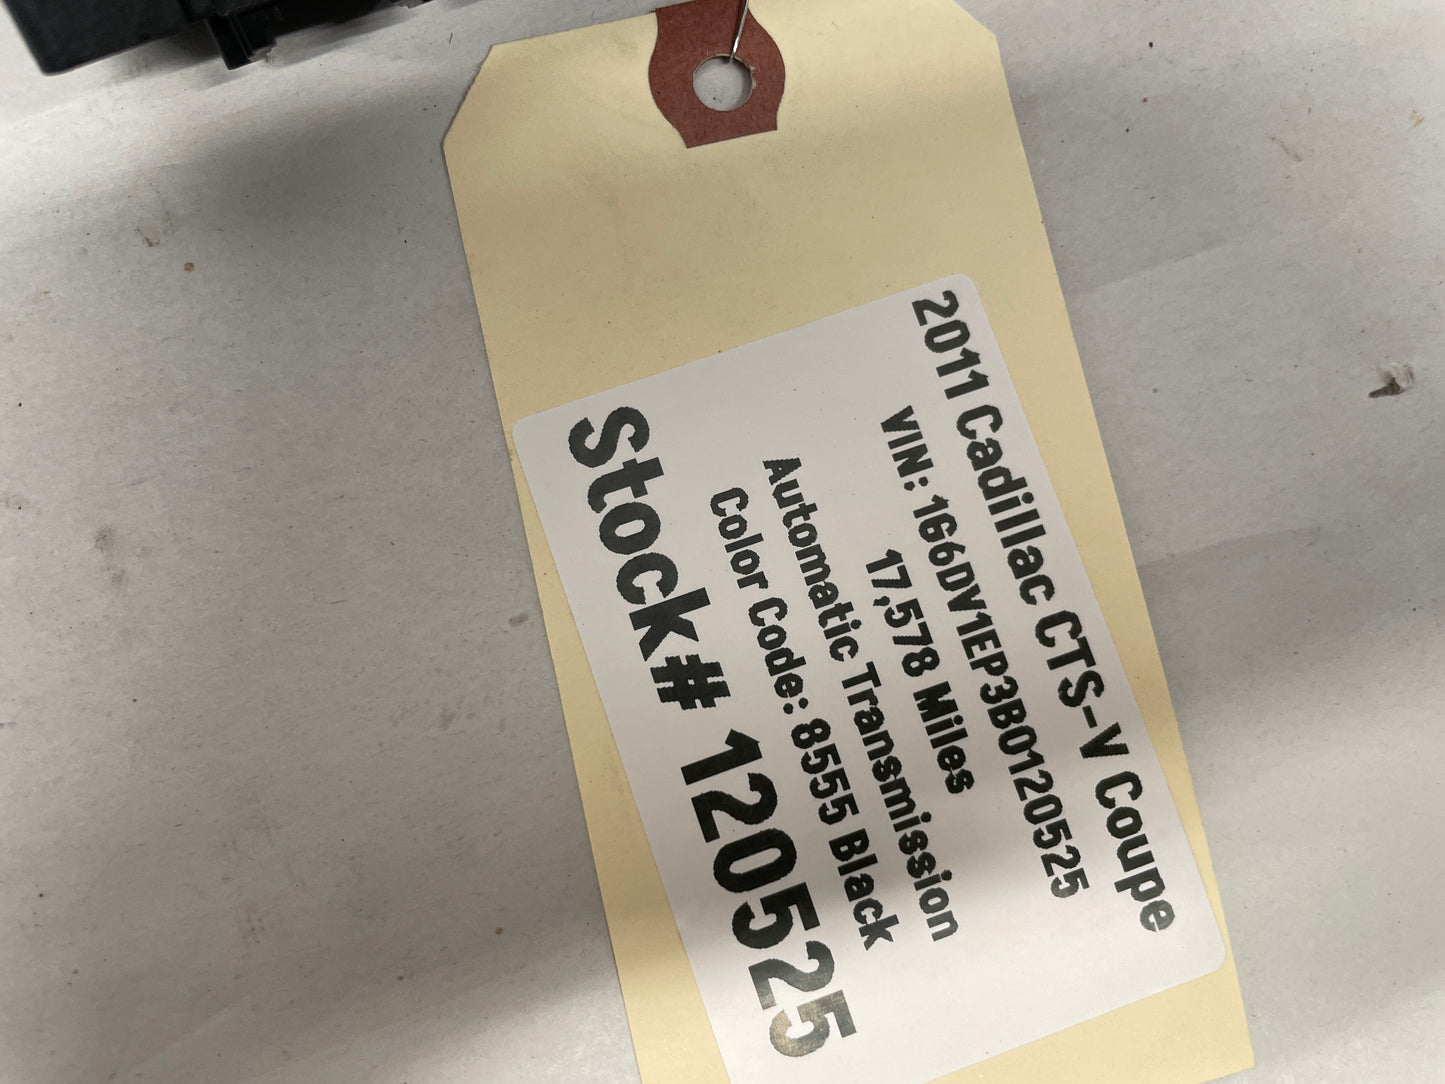 2011 Cadillac CTS-V Coupe
VIN: 1G6DV1EP3B0120525
17,578 Miles
Automatic Transmission
Color Code: 8555 Black
Stock# 120525